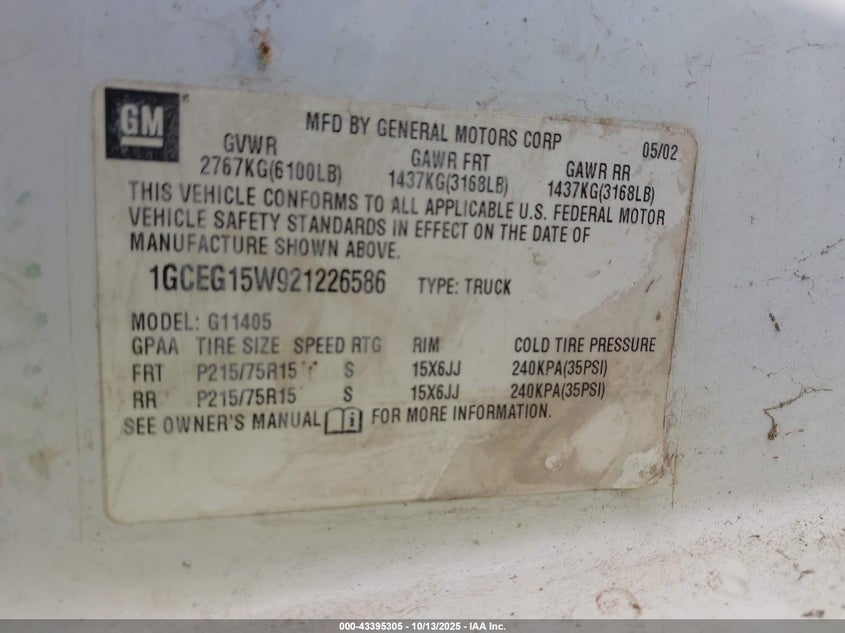 GM
MFD BY GENERAL MOTORS CORP 05/02
GVWR GAWR FRT GAWR RR
2767KG(6100LB) 1437KG(3168LB) 1437KG(3168LB)
THIS VEHICLE CONFORMS TO ALL APPLICABLE U.S. FEDERAL MOTOR
VEHICLE SAFETY STANDARDS IN EFFECT ON THE DATE OF
MANUFACTURE SHOWN ABOVE.
1GCEG15W921226586 TYPE: TRUCK
MODEL: G11405
GPAA TIRE SIZE SPEED RTG RIM COLD TIRE PRESSURE
FRT P215/75R15 S 15X6JJ 240KPA(35PSI)
RR P215/75R15 S 15X6JJ 240KPA(35PSI)
SEE OWNER'S MANUAL FOR MORE INFORMATION.
000-43395305 - 10/13/2025 - IAA Inc.